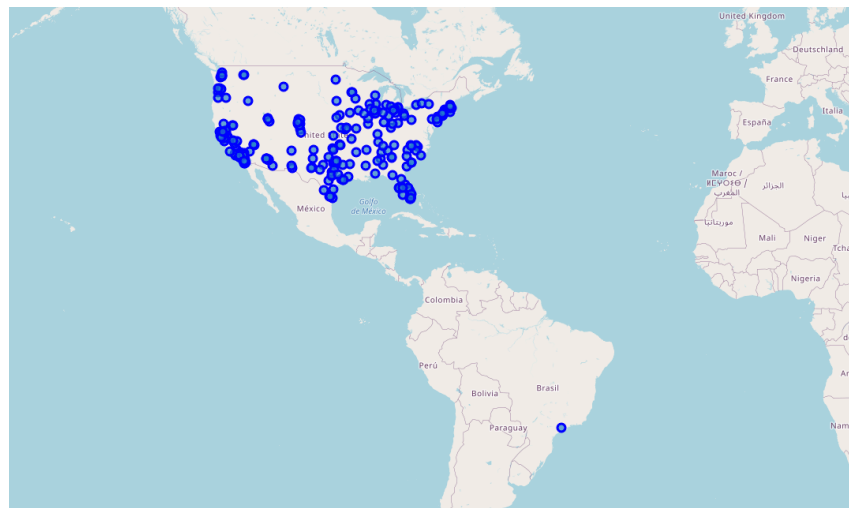 United Kingdom
Deutschland
France
Italia
España
United
México
Golfo
de México
Maroc /
ⵍⵎⵖⵔⵉⴱ /
المغرب
الجزائر
موريتانيا
Mali
Niger
Nigeria
Colombia
Perú
Brasil
Bolivia
Paraguay